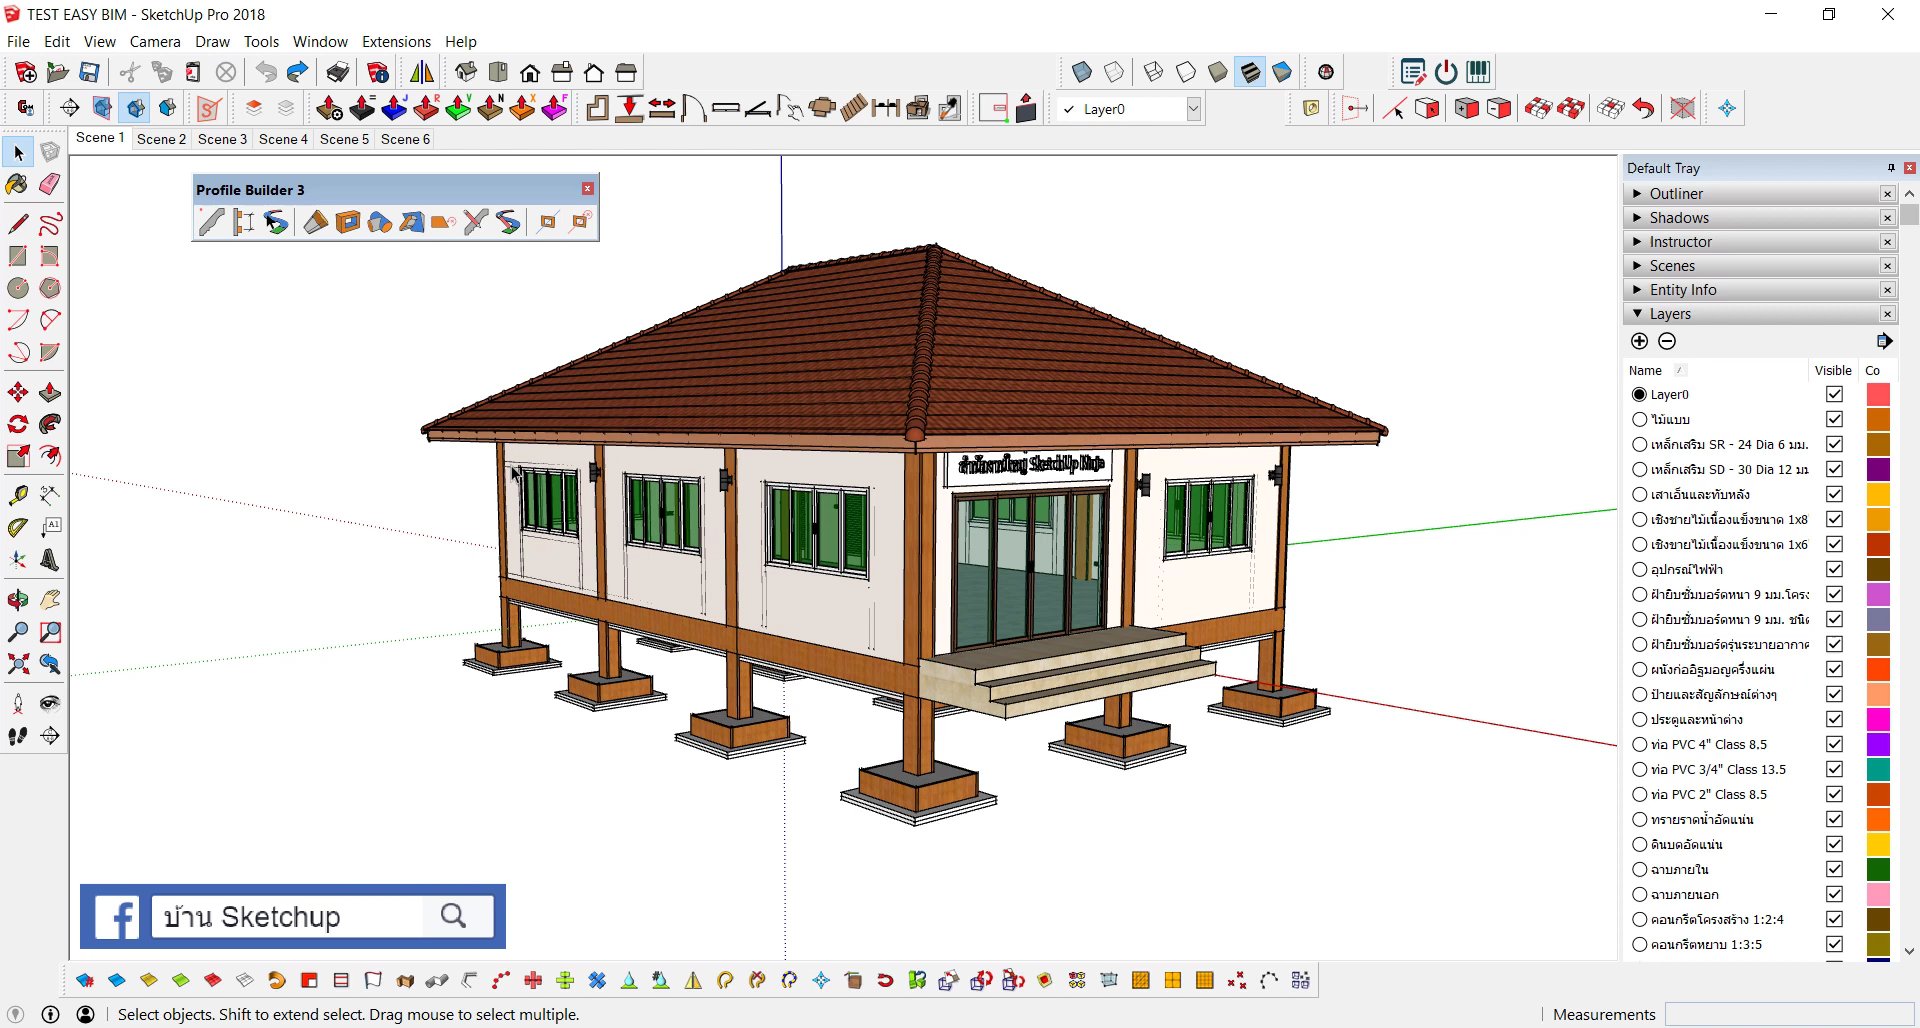 TEST EASY BIM - SketchUp Pro 2018
File Edit View Camera Draw Tools Window Extensions Help
Layer0
Scene 1 Scene 2 Scene 3 Scene 4 Scene 5 Scene 6
Profile Builder 3
SketchUp Ninja
A1
บ้าน Sketchup
Default Tray
Outliner
Shadows
Instructor
Scenes
Entity Info
Layers
Name Visible Co
Layer0
ไม้แบบ
เหล็กเสริม SR - 24 Dia 6 มม.
เหล็กเสริม SD - 30 Dia 12 มม
เสาเอ็นและทับหลัง
เชิงชายไม้เนื้อแข็งขนาด 1x8
เชิงชายไม้เนื้อแข็งขนาด 1x6
อุปกรณ์ไฟฟ้า
ฝ้ายิบซั่มบอร์ดหนา 9 มม.โครง
ฝ้ายิบซั่มบอร์ดหนา 9 มม. ชนิด
ฝ้ายิบซั่มบอร์ดรุ่นระบายอากาศ
ผนังก่ออิฐมอญครึ่งแผ่น
ป้ายและสัญลักษณ์ต่างๆ
ประตูและหน้าต่าง
ท่อ PVC 4" Class 8.5
ท่อ PVC 3/4" Class 13.5
ท่อ PVC 2" Class 8.5
ทรายราดน้ำอัดแน่น
ดินบดอัดแน่น
ฉาบภายใน
ฉาบภายนอก
คอนกรีตโครงสร้าง 1:2:4
คอนกรีตหยาบ 1:3:5
Select objects. Shift to extend select. Drag mouse to select multiple.
Measurements